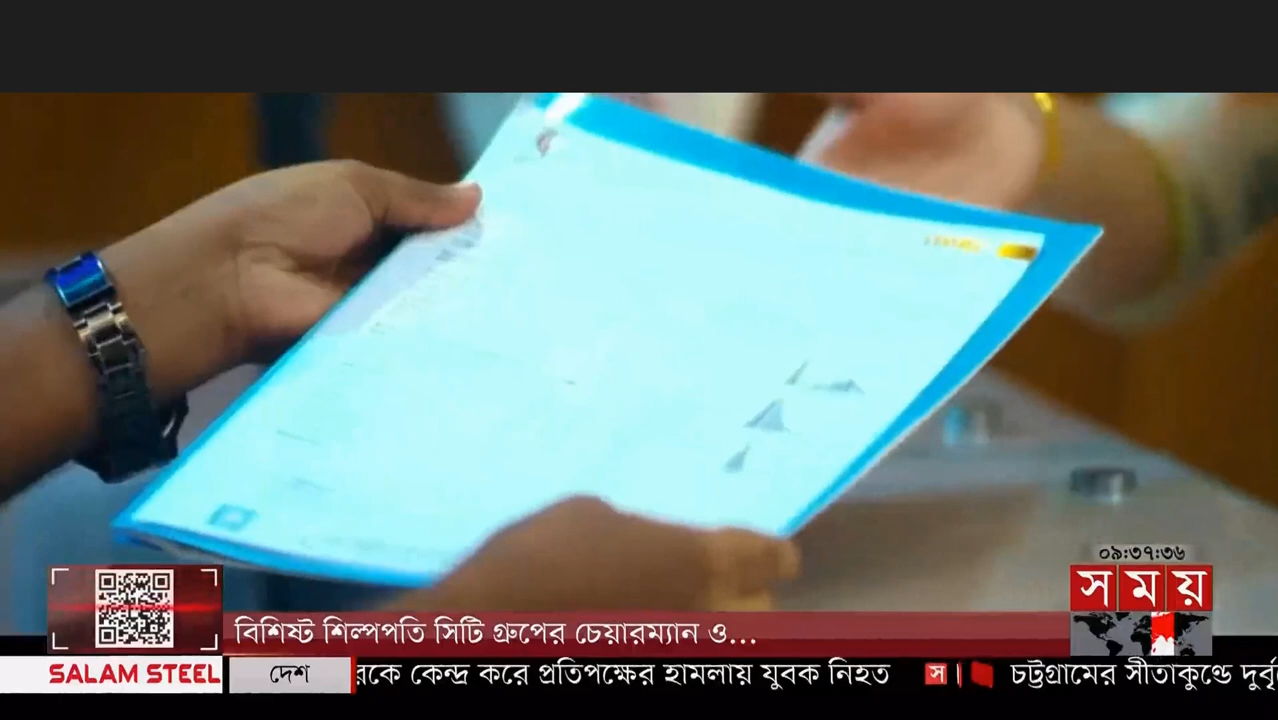 ০৯:৩৭:৩৬
সময়
বিশিষ্ট শিল্পপতি সিটি গ্রুপের চেয়ারম্যান ও...
SALAM STEEL
দেশ
রকে কেন্দ্র করে প্রতিপক্ষের হামলায় যুবক নিহত স। চট্টগ্রামের সীতাকুণ্ডে